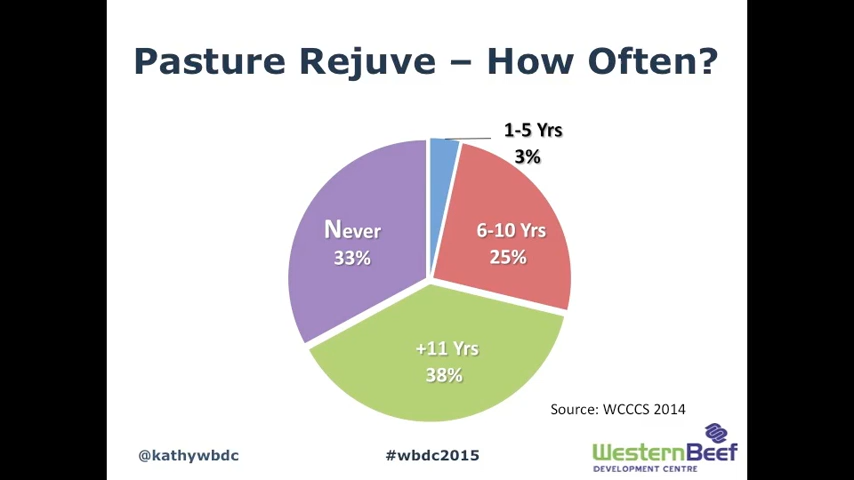 Pasture Rejuve – How Often?
1-5 Yrs
3%
Never
33%
6-10 Yrs
25%
+11 Yrs
38%
Source: WCCCS 2014
@kathywbdc
#wbdc2015
WesternBeef
DEVELOPMENT CENTRE